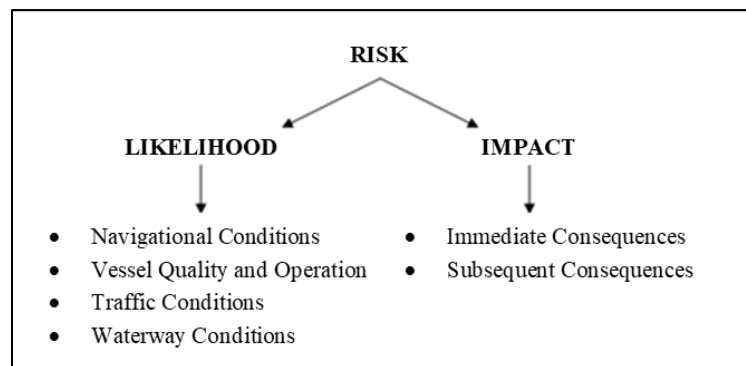 RISK
LIKELIHOOD
IMPACT
• Navigational Conditions
• Vessel Quality and Operation
• Traffic Conditions
• Waterway Conditions
• Immediate Consequences
• Subsequent Consequences